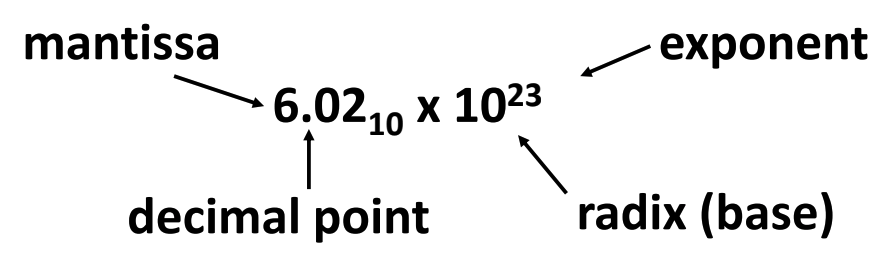 mantissa
exponent
6.02₁₀ x 10²³
decimal point
radix (base)